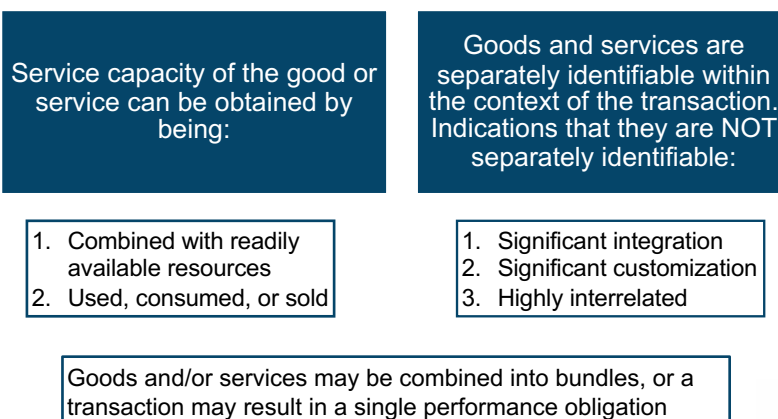 Service capacity of the good or
service can be obtained by
being:
Goods and services are
separately identifiable within
the context of the transaction.
Indications that they are NOT
separately identifiable:
1. Combined with readily
available resources
2. Used, consumed, or sold
1. Significant integration
2. Significant customization
3. Highly interrelated
Goods and/or services may be combined into bundles, or a
transaction may result in a single performance obligation